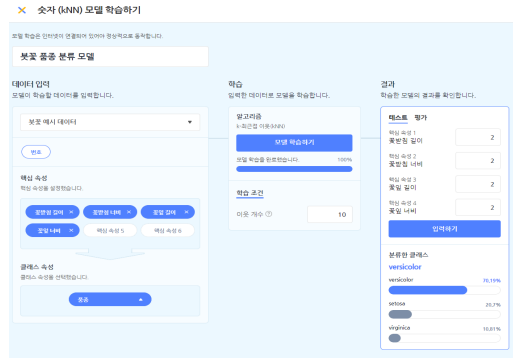 숫자 (kNN) 모델 학습하기
모델 학습은 인터넷이 연결되어 있어야 정상적으로 동작합니다.
붓꽃 품종 분류 모델
데이터 입력
모델이 학습할 데이터를 입력합니다.
붓꽃 예시 데이터
번호
핵심 속성
핵심 속성을 설정했습니다.
꽃받침 길이 ×
꽃받침 너비 ×
꽃잎 길이 ×
꽃잎 너비 ×
핵심 속성 5
핵심 속성 6
클래스 속성
클래스 속성을 선택했습니다.
품종
학습
입력한 데이터로 모델을 학습합니다.
알고리즘
k-최근접 이웃(kNN)
모델 학습하기
모델 학습을 완료했습니다. 100%
학습 조건
이웃 개수 ? 10
결과
학습한 모델의 결과를 확인합니다.
테스트 평가
핵심 속성 1
꽃받침 길이 2
핵심 속성 2
꽃받침 너비 2
핵심 속성 3
꽃잎 길이 2
핵심 속성 4
꽃잎 너비 2
입력하기
분류한 클래스
versicolor
versicolor 70.19%
setosa 20.7%
virginica 10.81%